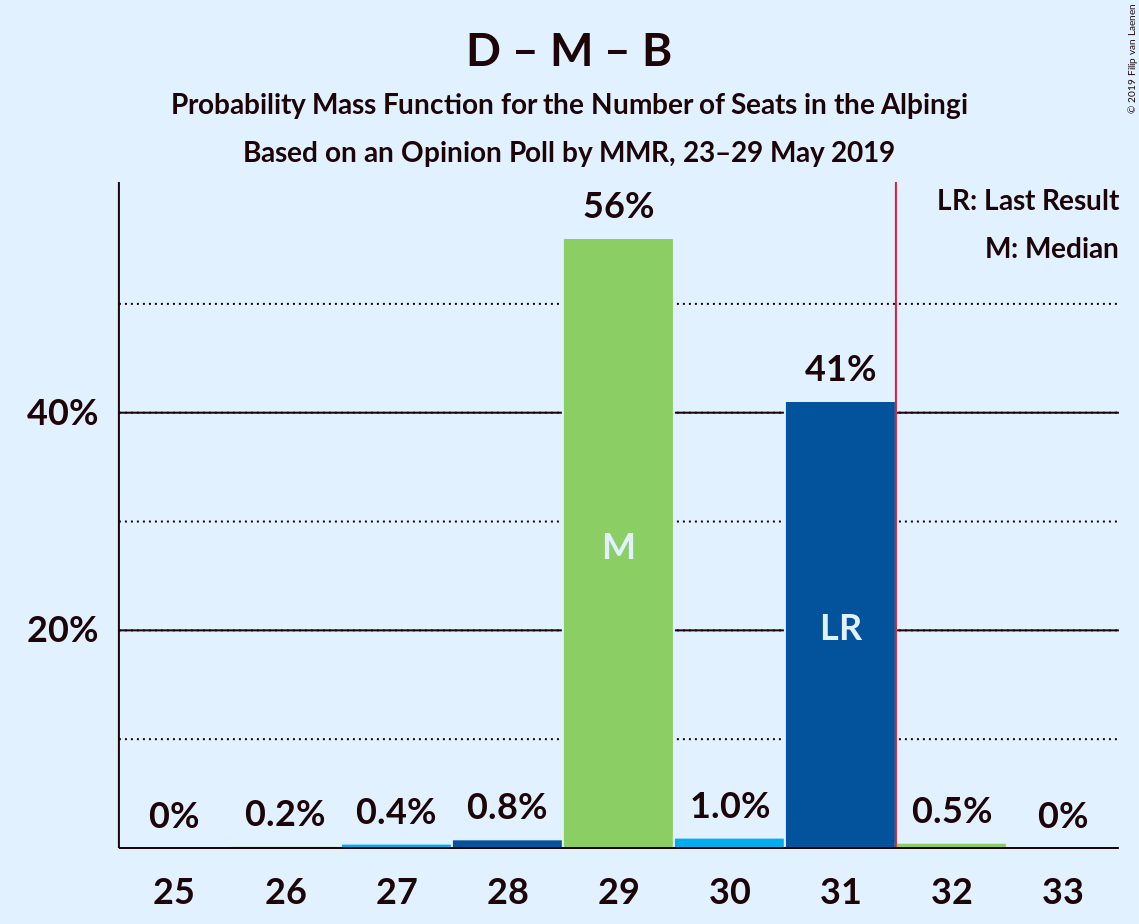 D – M – B
Probability Mass Function for the Number of Seats in the Alþingi
Based on an Opinion Poll by MMR, 23–29 May 2019
© 2019 Filip van Laenen
LR: Last Result
M: Median
56%
41%
40%
M
LR
20%
0%
0.2%
0.4%
0.8%
1.0%
0.5%
0%
25
26
27
28
29
30
31
32
33